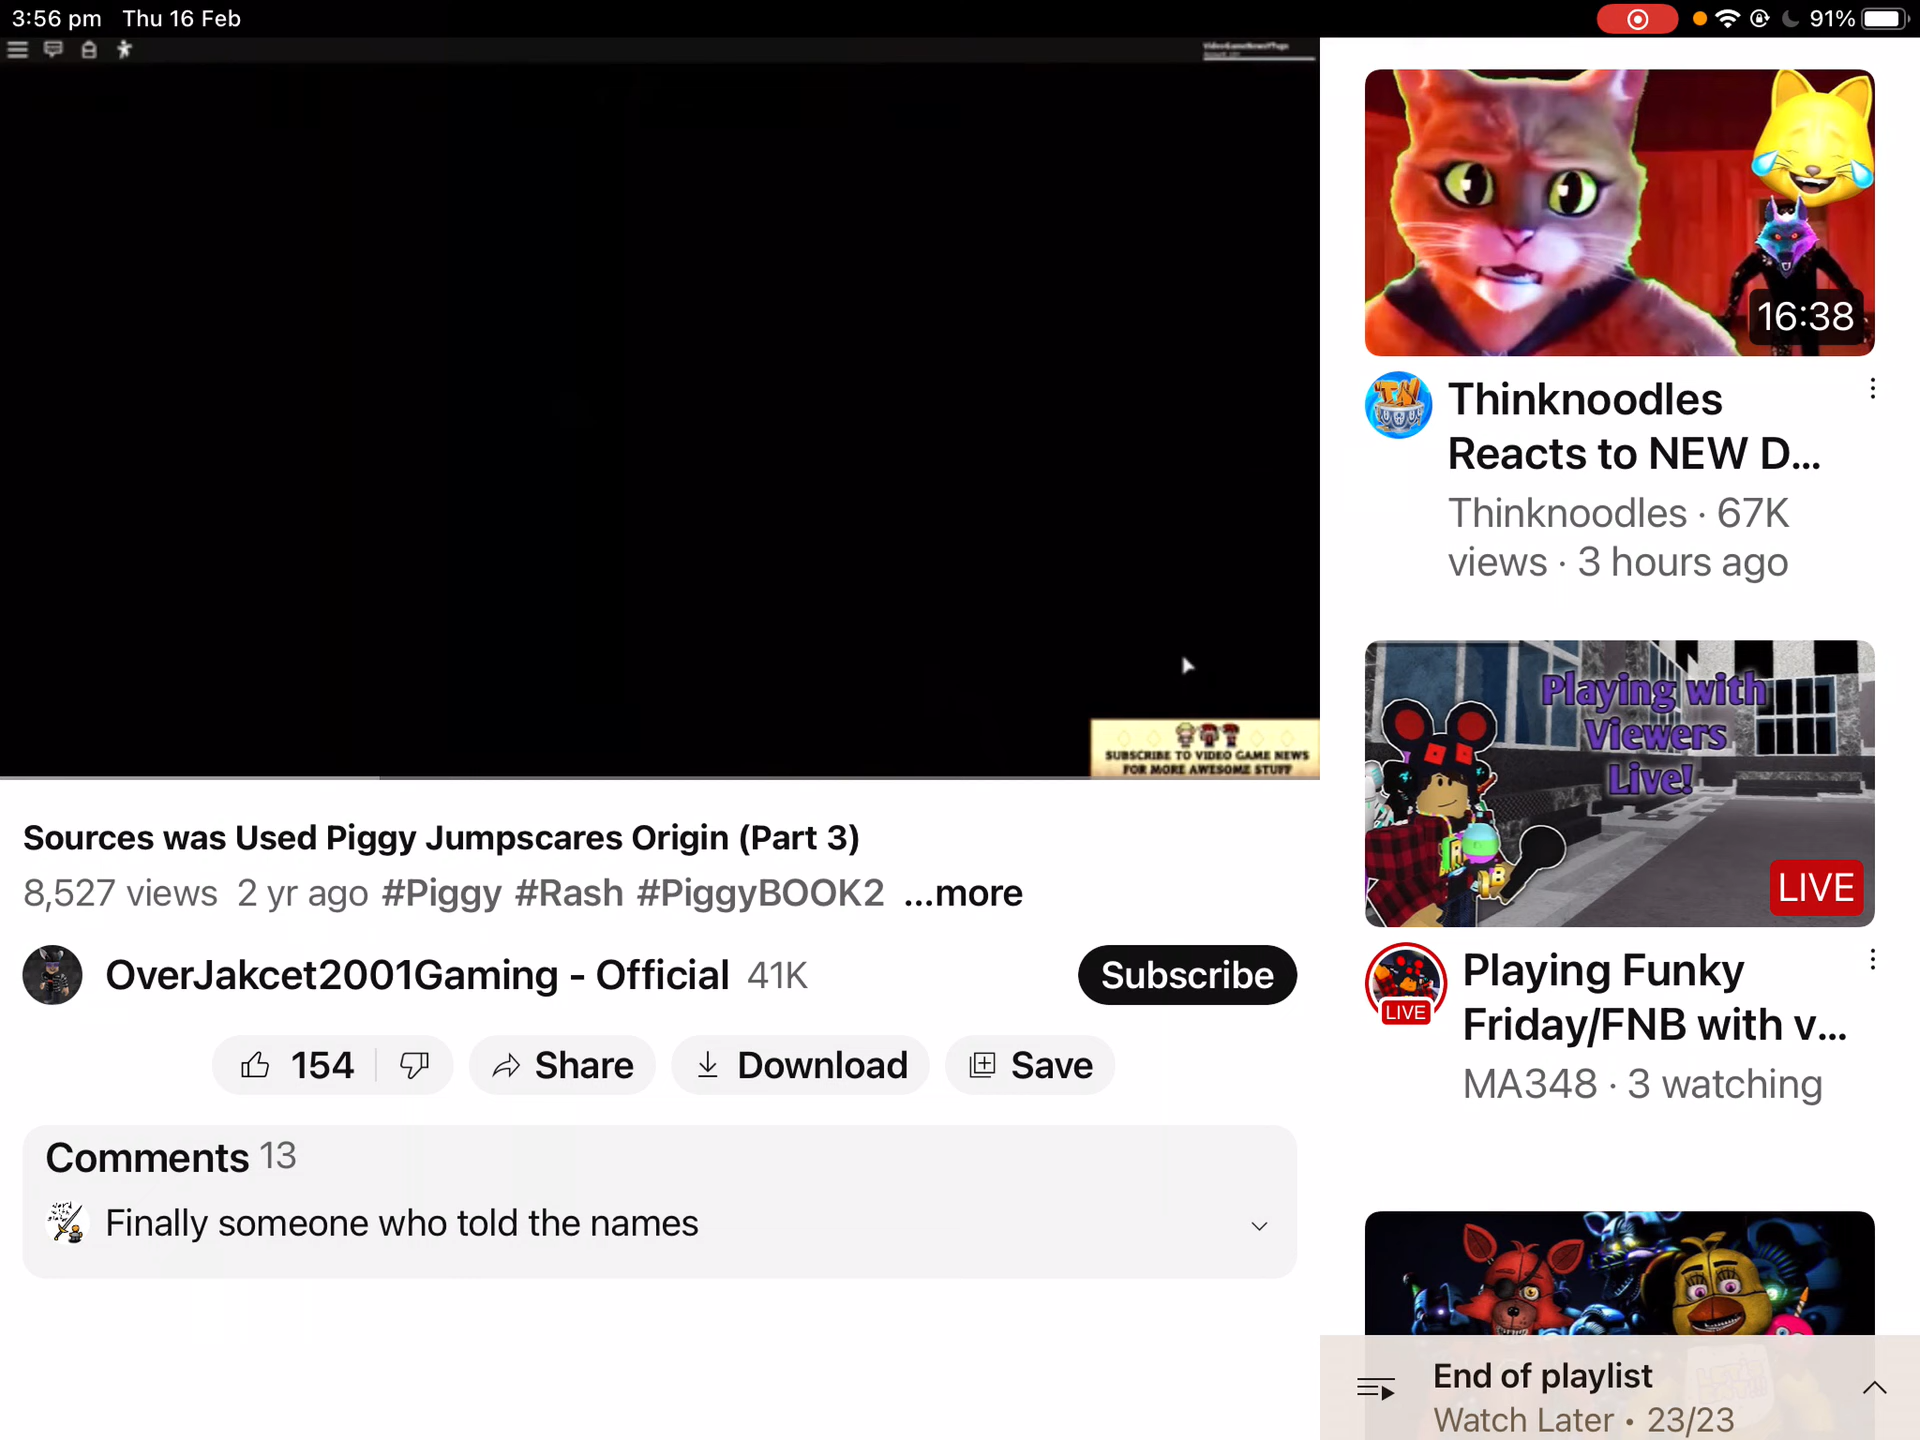 3:56 pm Thu 16 Feb
91%
SUBSCRIBE TO VIDEO GAME NEWS
FOR MORE AWESOME STUFF
Sources was Used Piggy Jumpscares Origin (Part 3)
8,527 views 2 yr ago #Piggy #Rash #PiggyBOOK2 ...more
OverJakcet2001Gaming - Official 41K
Subscribe
154
Share
Download
Save
Comments 13
Finally someone who told the names
16:38
Thinknoodles
Reacts to NEW D...
Thinknoodles · 67K
views · 3 hours ago
Playing with
Viewers
Live!
LIVE
LIVE
Playing Funky
Friday/FNB with v...
MA348 · 3 watching
End of playlist
Watch Later • 23/23